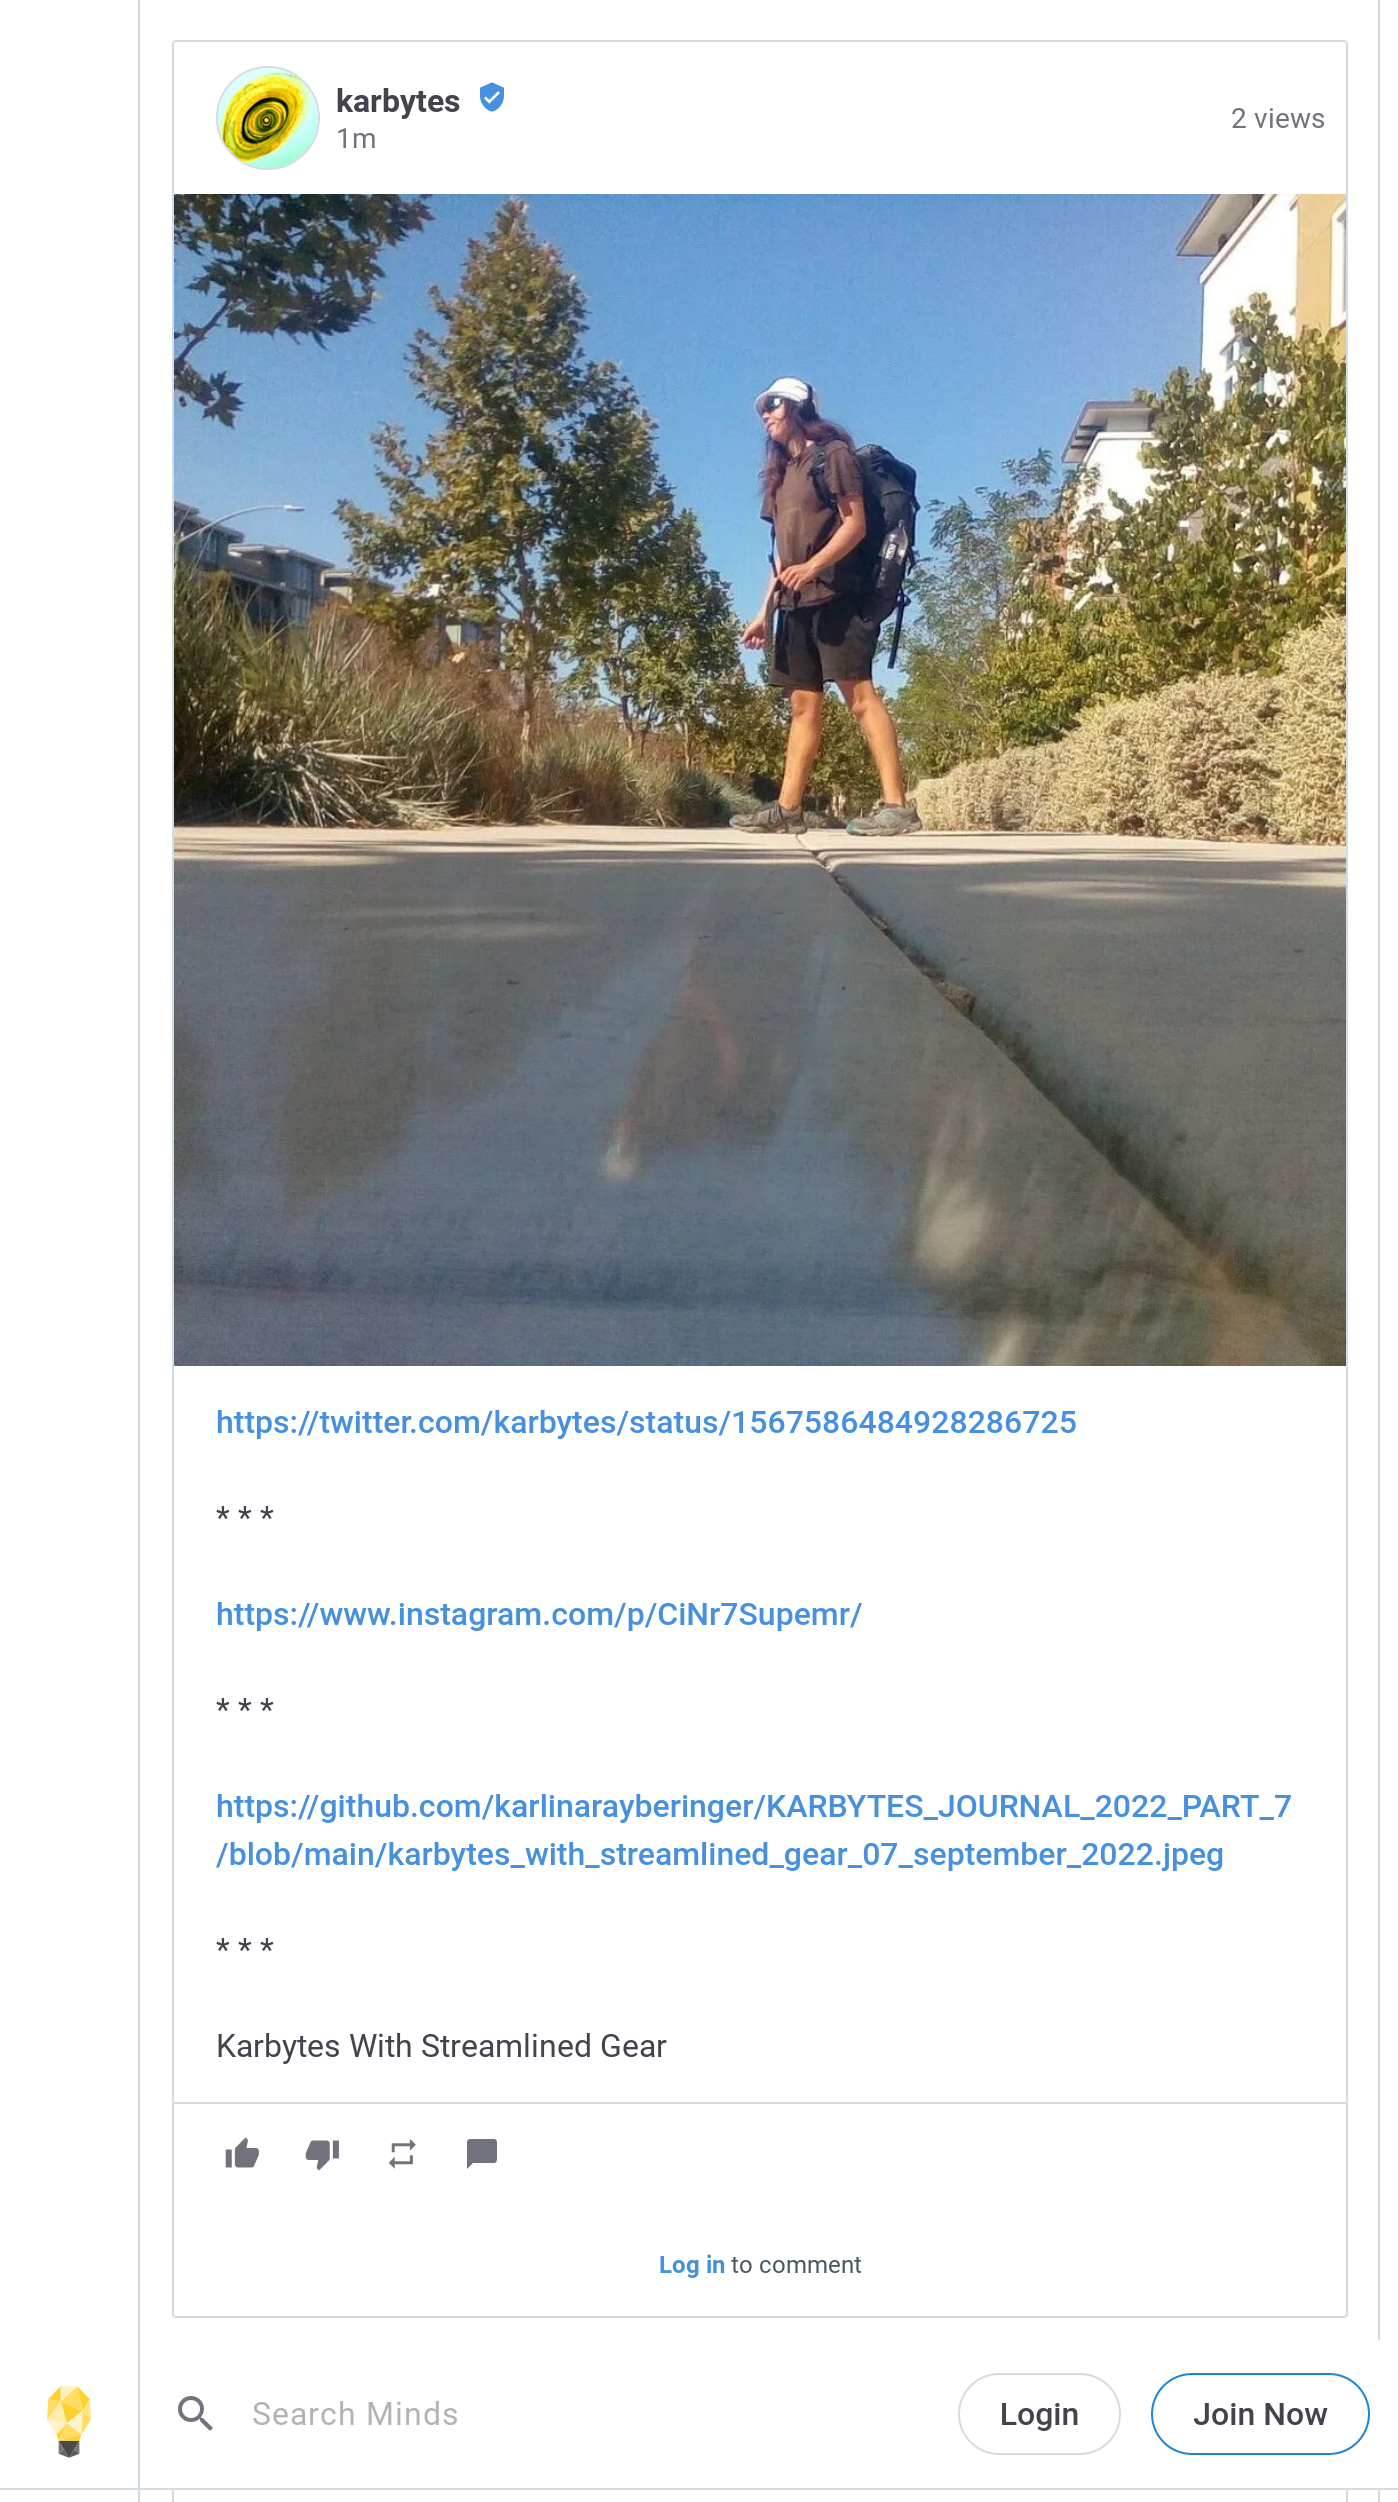 karbytes
1m
2 views
https://twitter.com/karbytes/status/1567586484928286725
* * *
https://www.instagram.com/p/CiNr7Supemr/
* * *
https://github.com/karlinarayberinger/KARBYTES_JOURNAL_2022_PART_7
/blob/main/karbytes_with_streamlined_gear_07_september_2022.jpeg
* * *
Karbytes With Streamlined Gear
Log in to comment
Search Minds
Login
Join Now